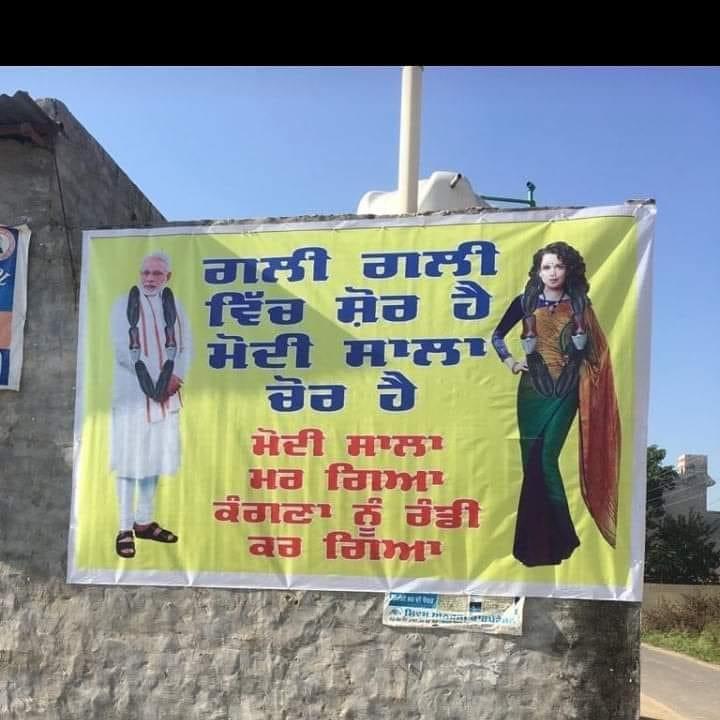 ਗਲੀ ਗਲੀ
ਵਿੱਚ ਸ਼ੋਰ ਹੈ
ਮੋਦੀ ਸਾਲਾ
ਚੋਰ ਹੈ
ਮੋਦੀ ਸਾਲਾ
ਮਰ ਗਿਆ
ਕੰਗਣਾ ਨੂੰ ਰੰਡੀ
ਕਰ ਗਿਆ